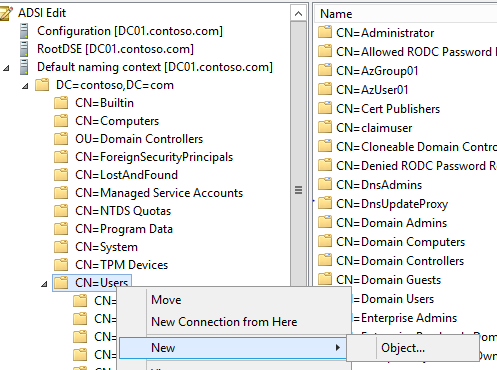 ADSI Edit
Configuration [DC01.contoso.com]
RootDSE [DC01.contoso.com]
Default naming context [DC01.contoso.com]
DC=contoso,DC=com
CN=Builtin
CN=Computers
OU=Domain Controllers
CN=ForeignSecurityPrincipals
CN=LostAndFound
CN=Managed Service Accounts
CN=NTDS Quotas
CN=Program Data
CN=System
CN=TPM Devices
CN=Users
CN=
CN=
CN=
CN=
Move
New Connection from Here
New
Object...
Name
CN=Administrator
CN=Allowed RODC Password
CN=AzGroup01
CN=AzUser01
CN=Cert Publishers
CN=claimuser
CN=Cloneable Domain Contro
CN=Denied RODC Password R
CN=DnsAdmins
CN=DnsUpdateProxy
CN=Domain Admins
CN=Domain Computers
CN=Domain Controllers
CN=Domain Guests
CN=Domain Users
CN=Enterprise Admins